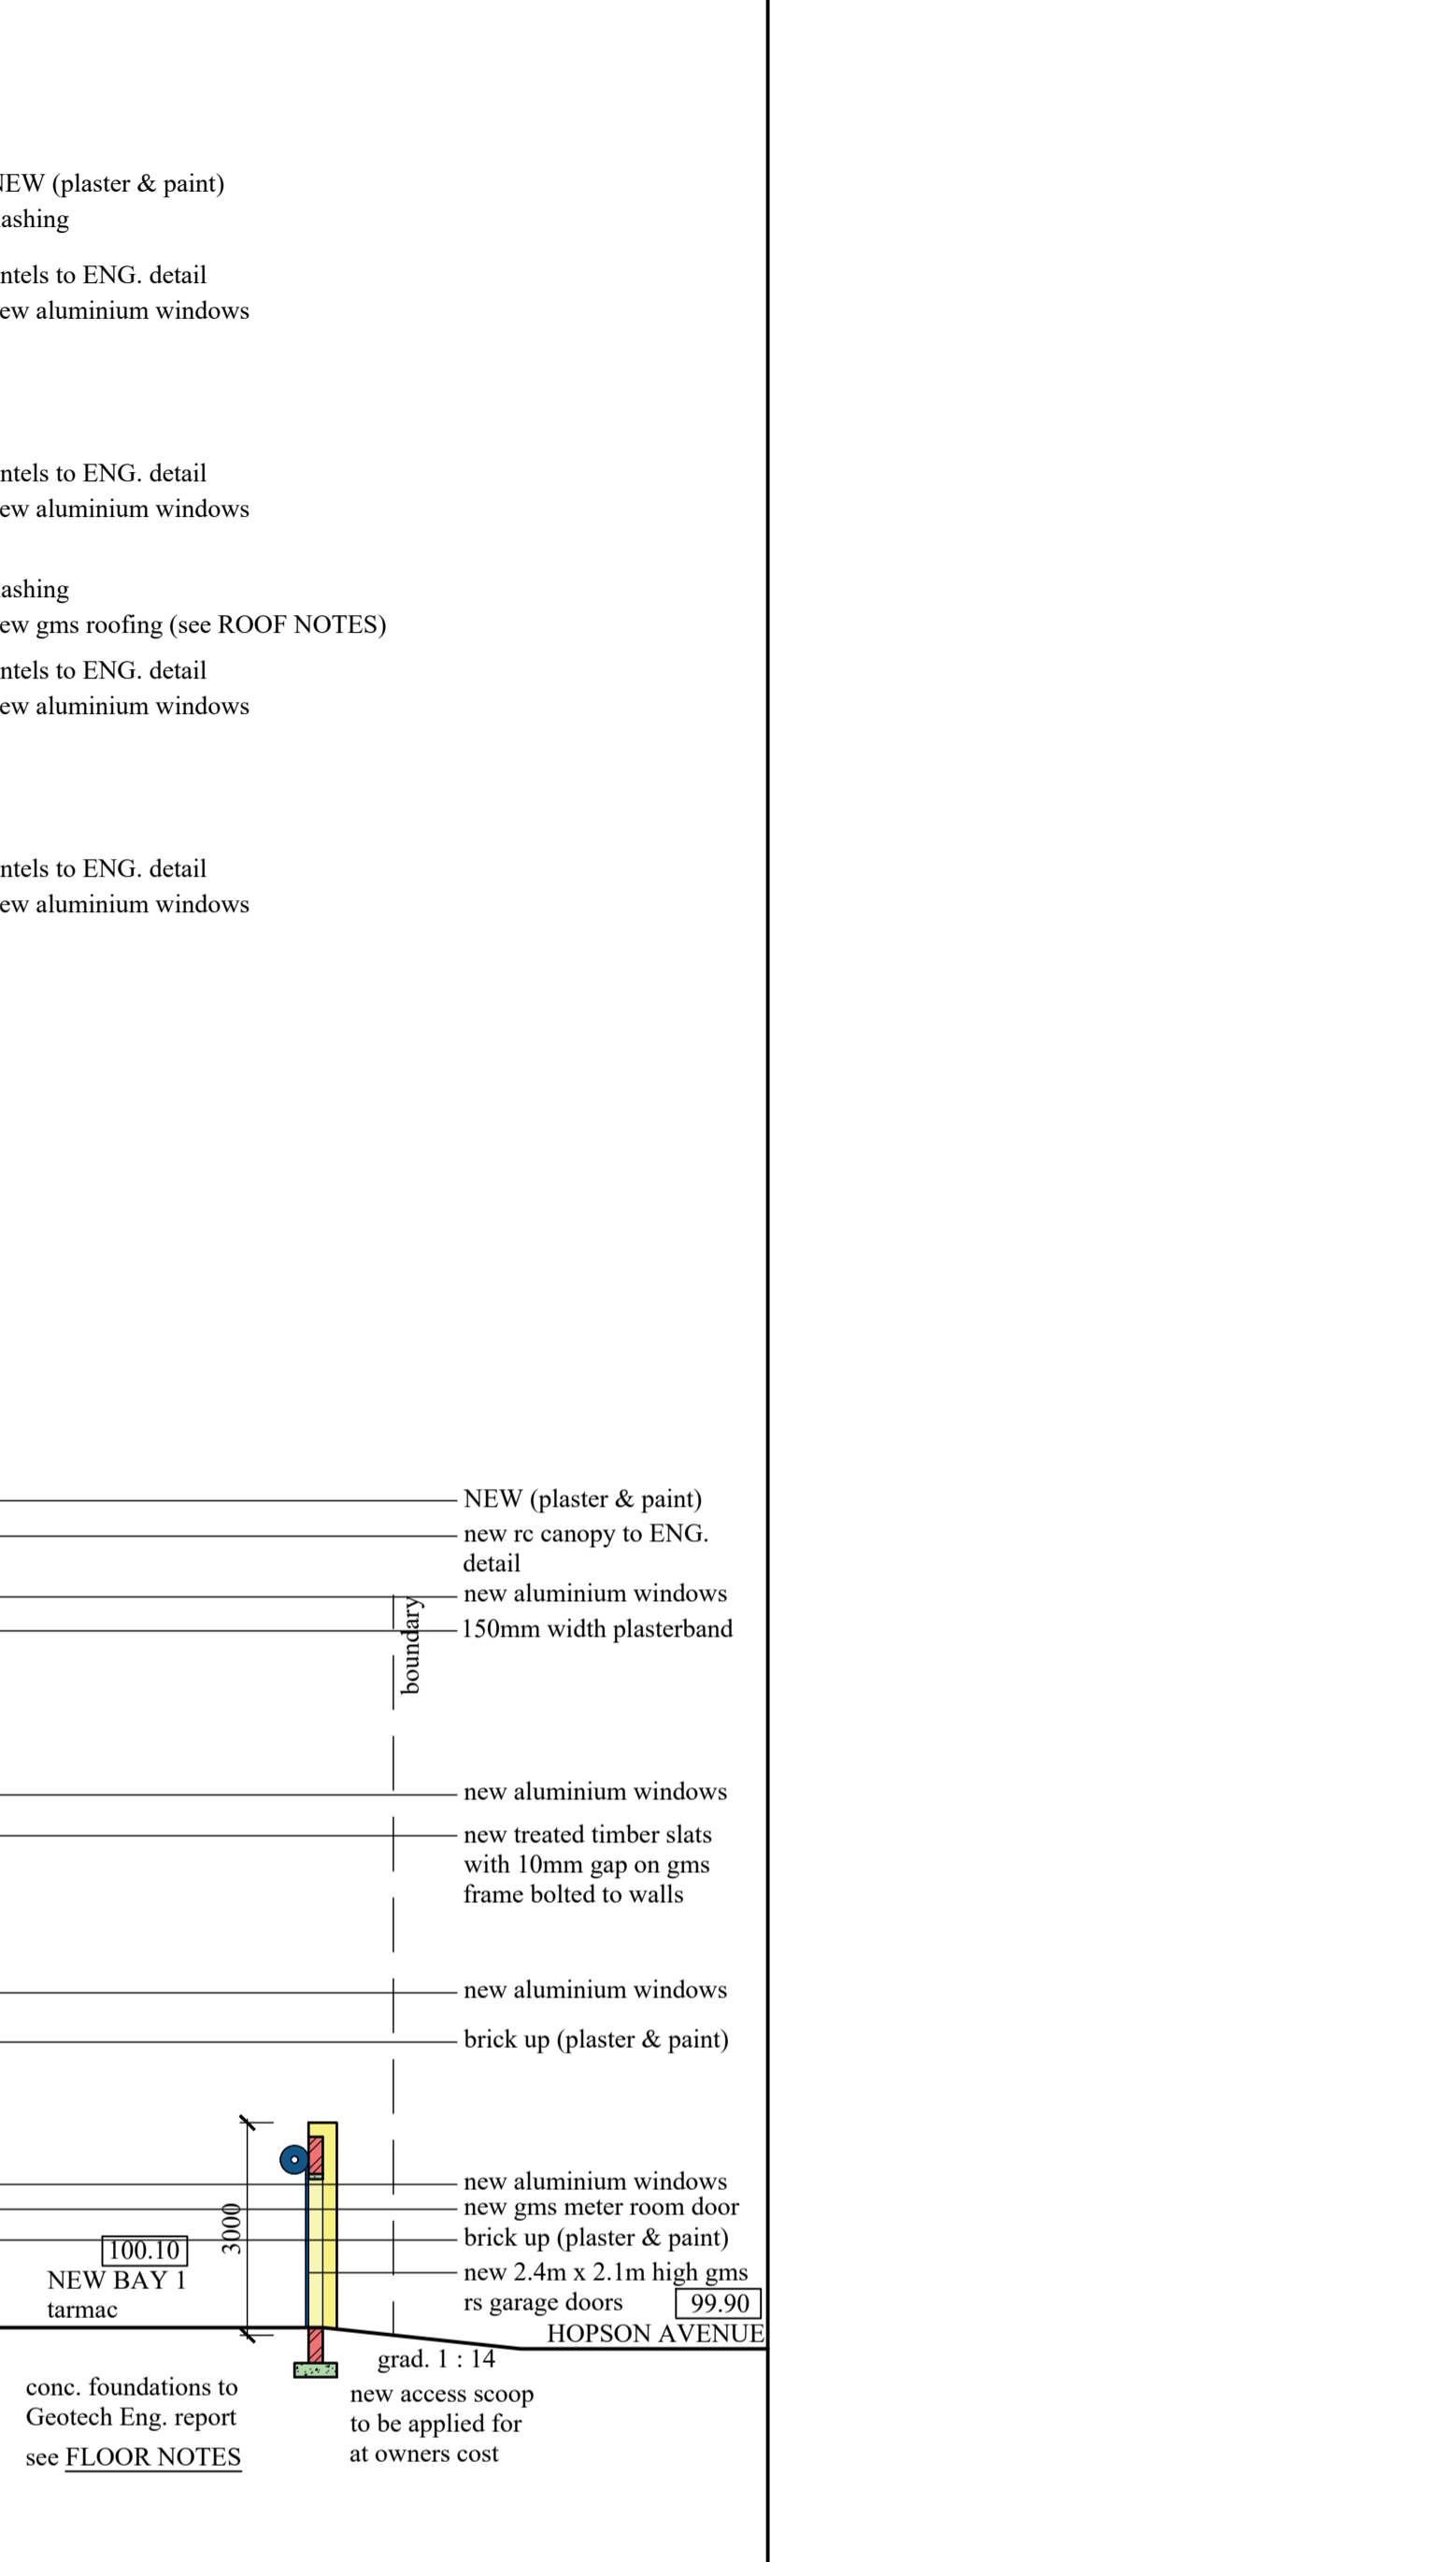 NEW (plaster & paint)
ashing
ntels to ENG. detail
ew aluminium windows
ntels to ENG. detail
ew aluminium windows
ashing
ew gms roofing (see ROOF NOTES)
ntels to ENG. detail
ew aluminium windows
ntels to ENG. detail
ew aluminium windows
NEW (plaster & paint)
new rc canopy to ENG.
detail
new aluminium windows
150mm width plasterband
boundary
new aluminium windows
new treated timber slats
with 10mm gap on gms
frame bolted to walls
new aluminium windows
brick up (plaster & paint)
new aluminium windows
new gms meter room door
brick up (plaster & paint)
new 2.4m x 2.1m high gms
rs garage doors
99.90
HOPSON AVENUE
3000
100.10
NEW BAY 1
tarmac
grad. 1 : 14
new access scoop
to be applied for
at owners cost
conc. foundations to
Geotech Eng. report
see FLOOR NOTES